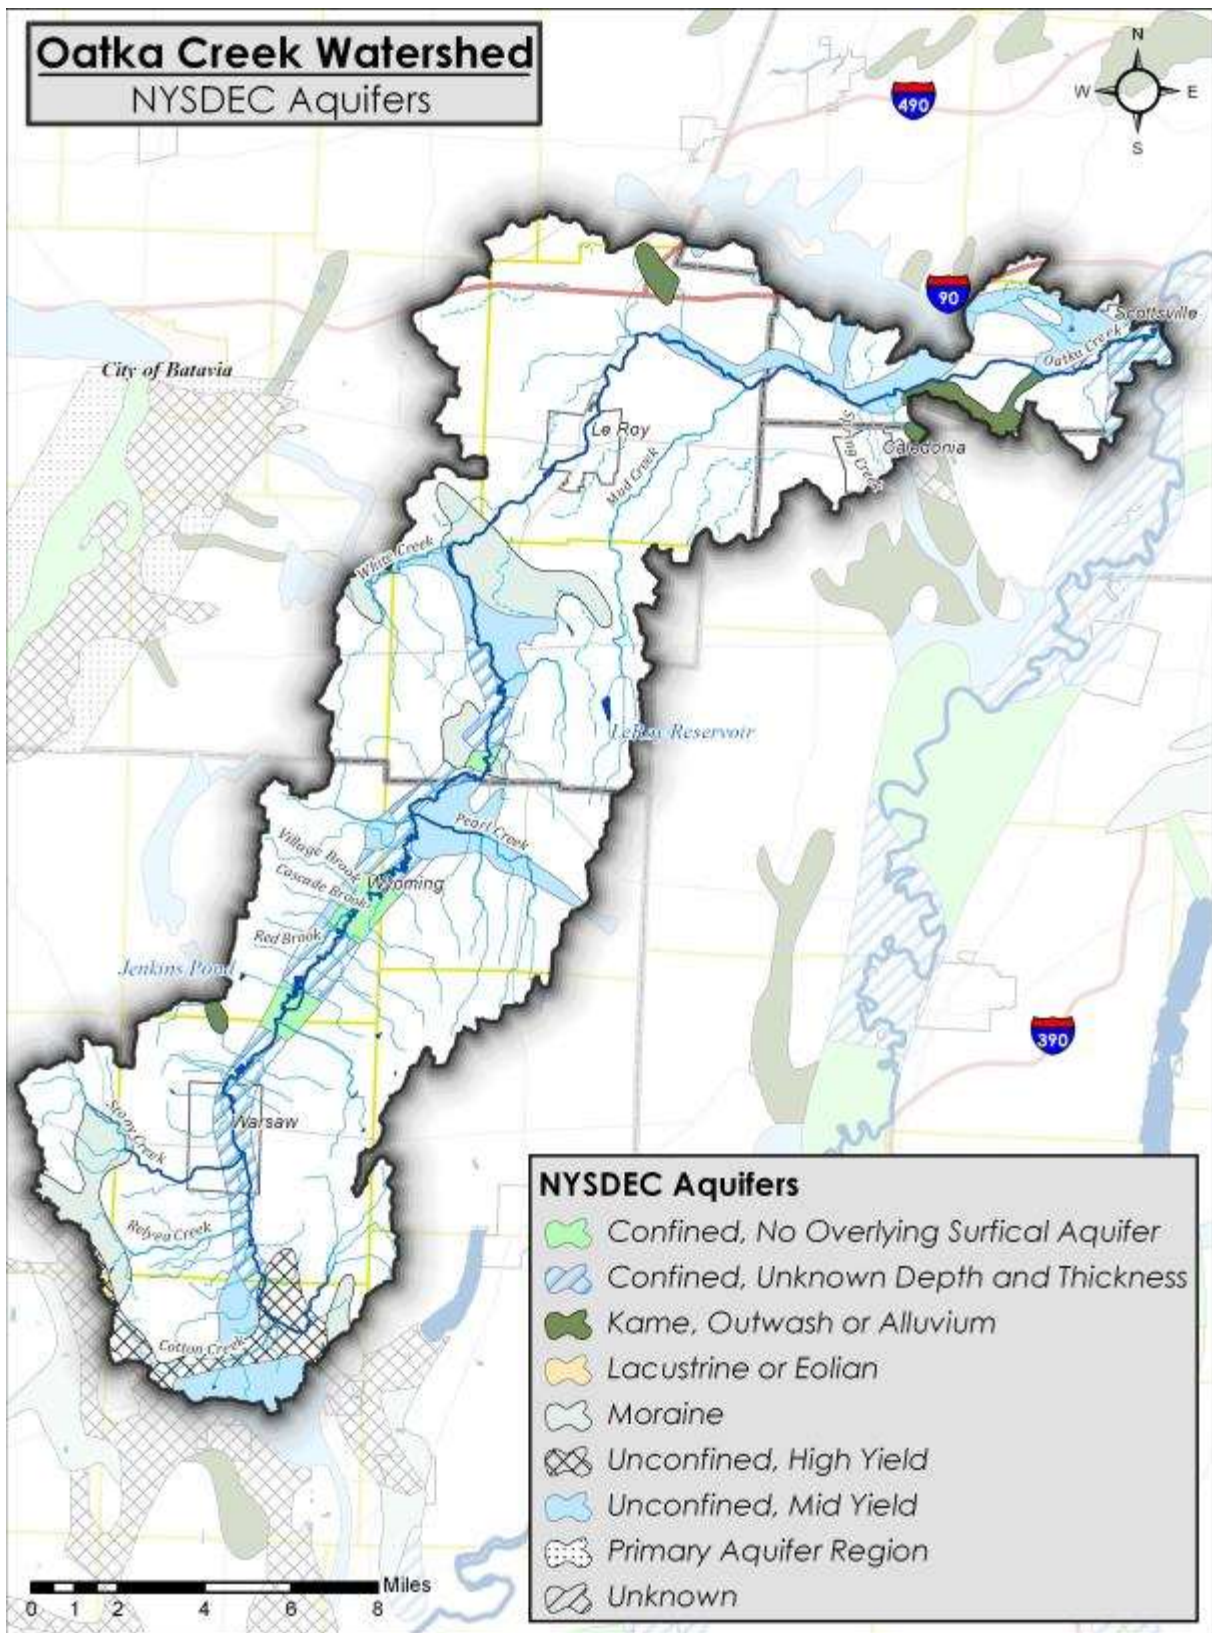 Oatka Creek Watershed
NYSDEC Aquifers
N
W E
S
490
90
Scottsville
Oatka Creek
City of Batavia
Le Roy
Caledonia
Spring Creek
Mud Creek
White Creek
LeRoy Reservoir
Pearl Creek
Village Brook
Wyoming
Cascade Brook
Red Brook
Jenkins Pond
390
Stony Creek
Warsaw
Relyea Creek
Cotton Creek
NYSDEC Aquifers
Confined, No Overlying Surfical Aquifer
Confined, Unknown Depth and Thickness
Kame, Outwash or Alluvium
Lacustrine or Eolian
Moraine
Unconfined, High Yield
Unconfined, Mid Yield
Primary Aquifer Region
Unknown
Miles
0 1 2 4 6 8